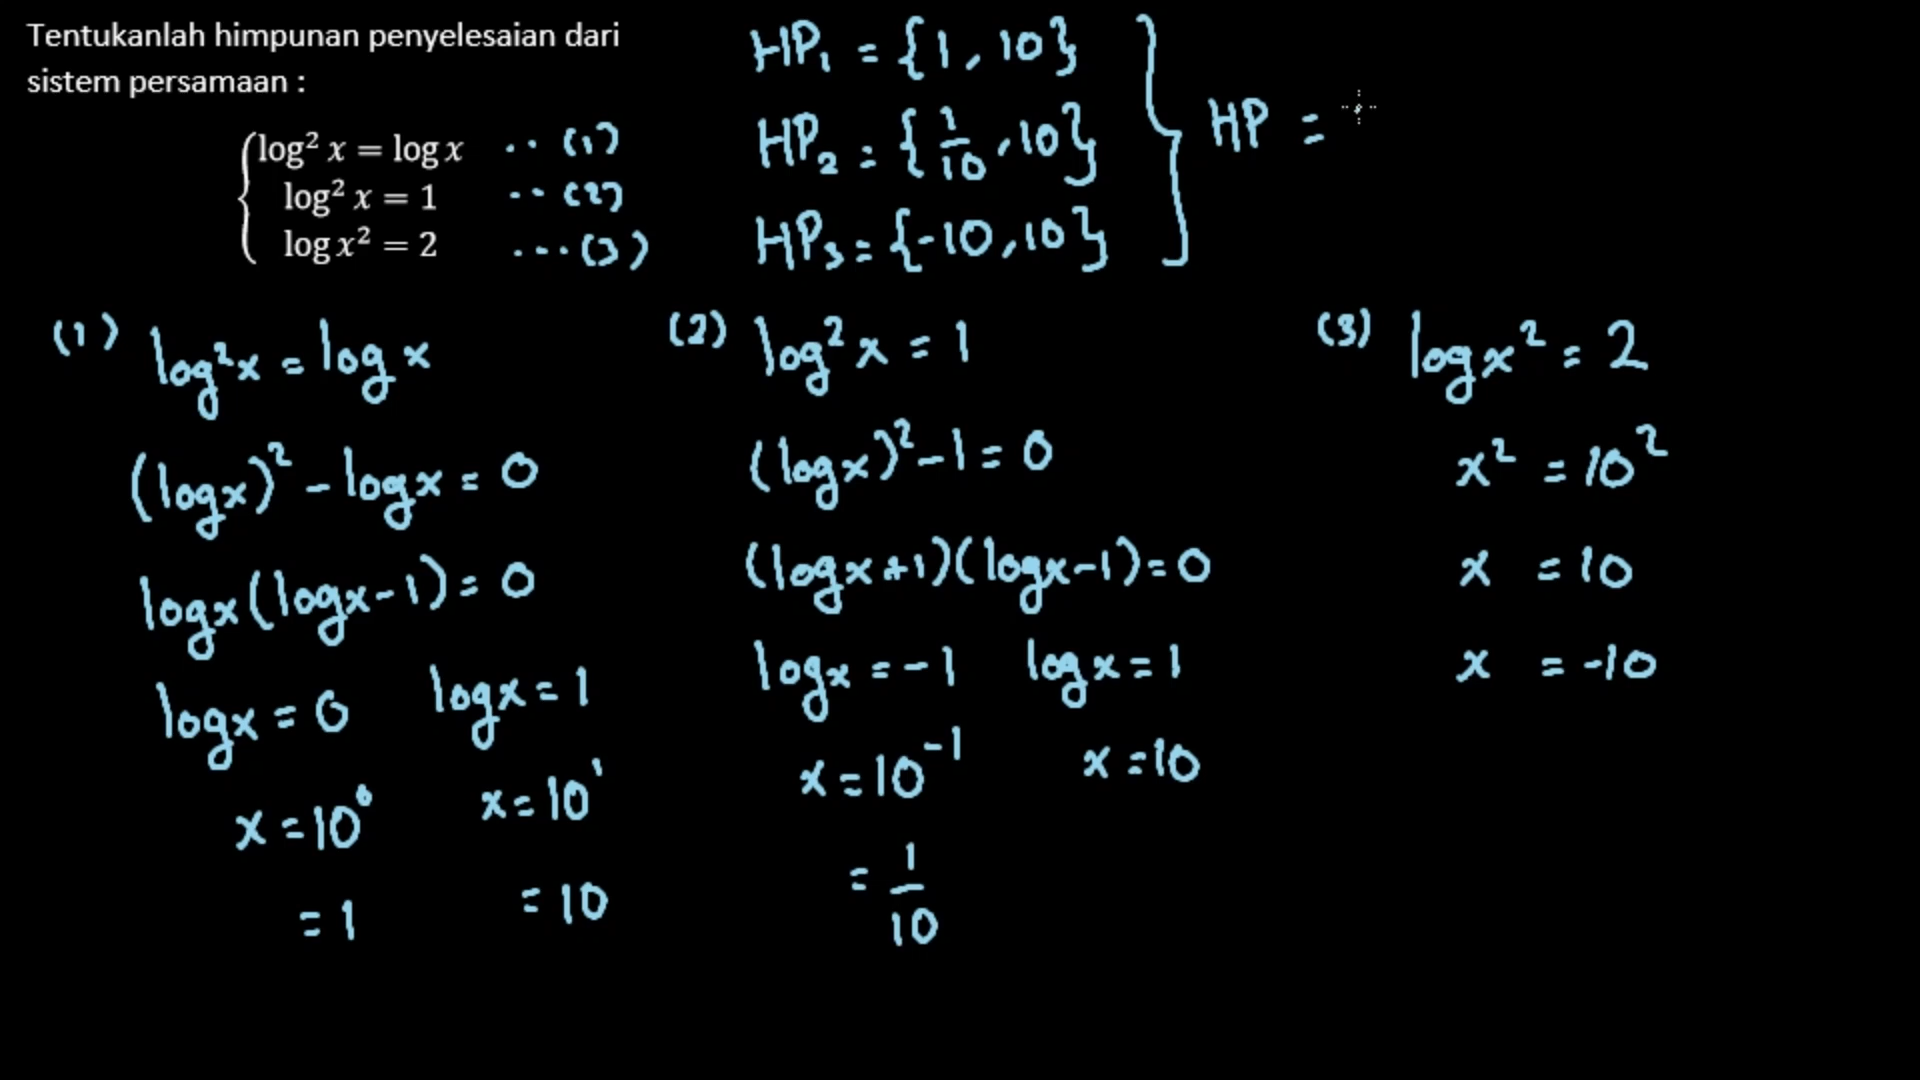 Tentukanlah himpunan penyelesaian dari
sistem persamaan :
log² x = log x .. (1)
log² x = 1 .. (2)
log x² = 2 ... (3)
HP₁ = {1, 10}
HP₂ = {1/10, 10}
HP₃ = {-10, 10}
HP =
(1) log²x = log x
(log x)² - log x = 0
log x (log x - 1) = 0
log x = 0 log x = 1
x = 10⁰ x = 10¹
= 1 = 10
(2) log² x = 1
(log x)² - 1 = 0
(log x + 1)(log x - 1) = 0
log x = -1 log x = 1
x = 10⁻¹ x = 10
= 1/10
(3) log x² = 2
x² = 10²
x = 10
x = -10